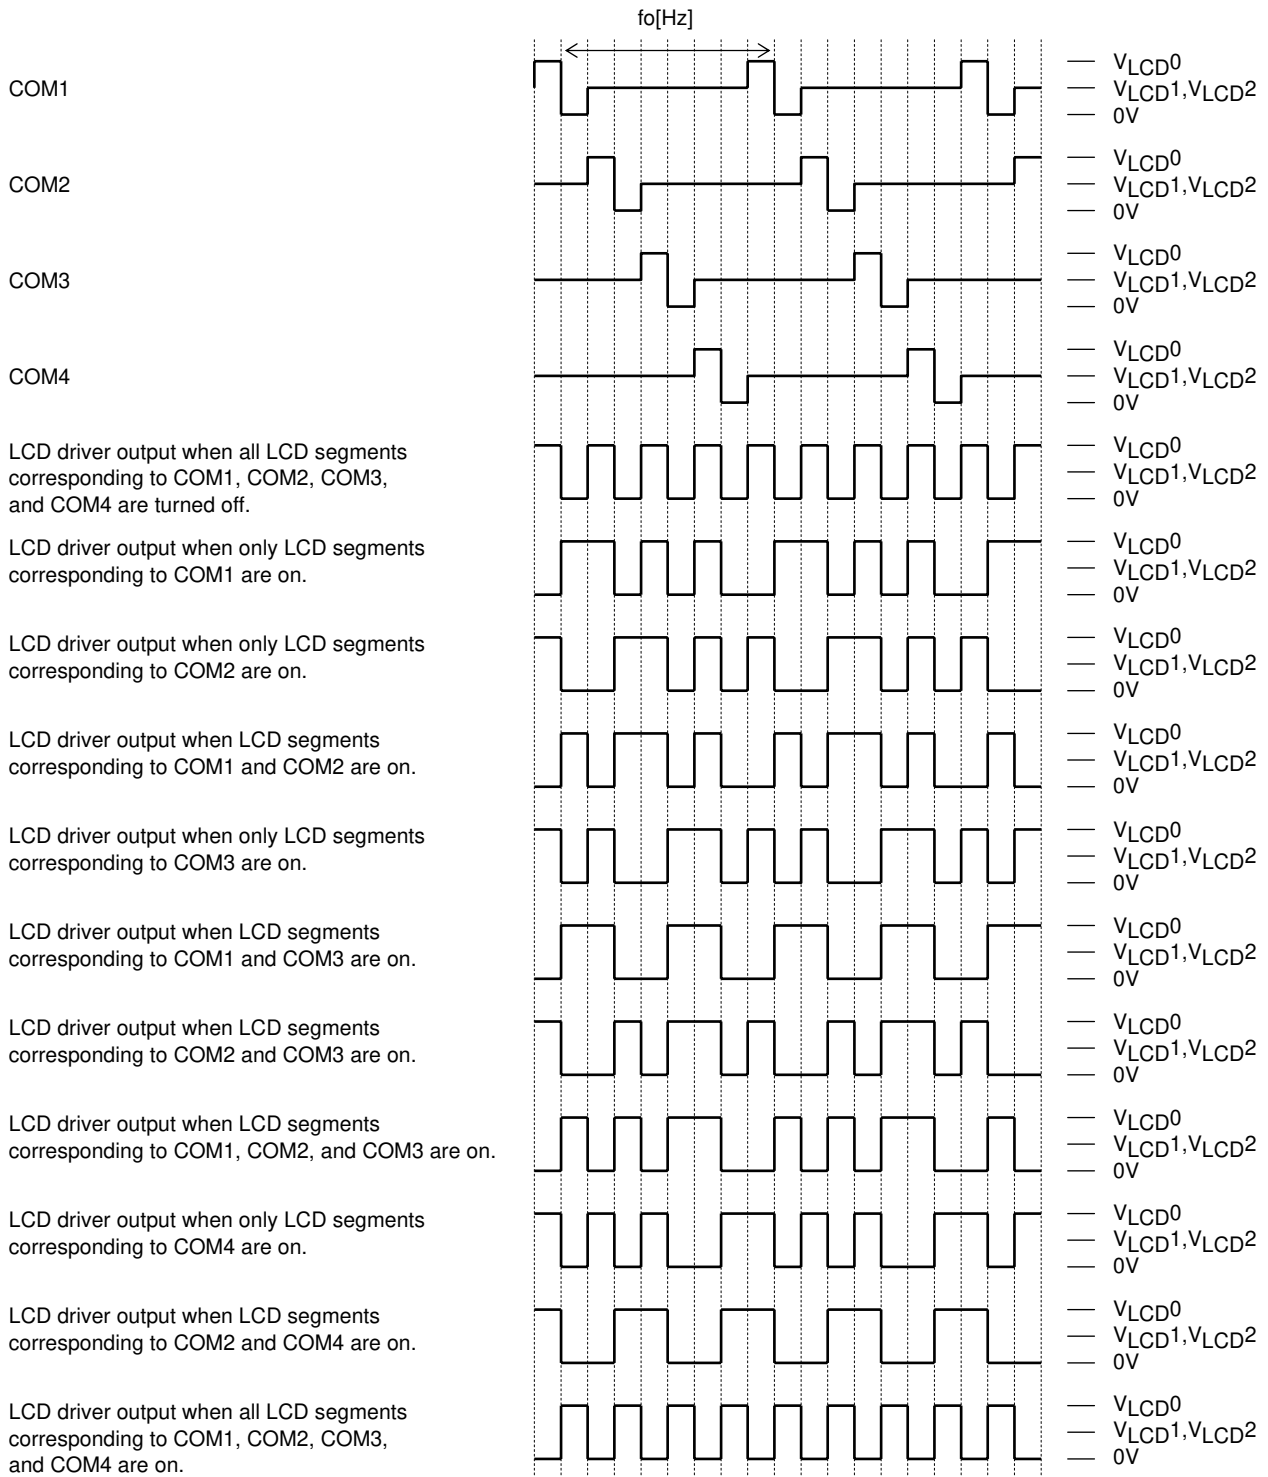 fo[Hz]
COM1
VLCD0
VLCD1,VLCD2
0V
COM2
VLCD0
VLCD1,VLCD2
0V
COM3
VLCD0
VLCD1,VLCD2
0V
COM4
VLCD0
VLCD1,VLCD2
0V
LCD driver output when all LCD segments
corresponding to COM1, COM2, COM3,
and COM4 are turned off.
VLCD0
VLCD1,VLCD2
0V
LCD driver output when only LCD segments
corresponding to COM1 are on.
VLCD0
VLCD1,VLCD2
0V
LCD driver output when only LCD segments
corresponding to COM2 are on.
VLCD0
VLCD1,VLCD2
0V
LCD driver output when LCD segments
corresponding to COM1 and COM2 are on.
VLCD0
VLCD1,VLCD2
0V
LCD driver output when only LCD segments
corresponding to COM3 are on.
VLCD0
VLCD1,VLCD2
0V
LCD driver output when LCD segments
corresponding to COM1 and COM3 are on.
VLCD0
VLCD1,VLCD2
0V
LCD driver output when LCD segments
corresponding to COM2 and COM3 are on.
VLCD0
VLCD1,VLCD2
0V
LCD driver output when LCD segments
corresponding to COM1, COM2, and COM3 are on.
VLCD0
VLCD1,VLCD2
0V
LCD driver output when only LCD segments
corresponding to COM4 are on.
VLCD0
VLCD1,VLCD2
0V
LCD driver output when LCD segments
corresponding to COM2 and COM4 are on.
VLCD0
VLCD1,VLCD2
0V
LCD driver output when all LCD segments
corresponding to COM1, COM2, COM3,
and COM4 are on.
VLCD0
VLCD1,VLCD2
0V